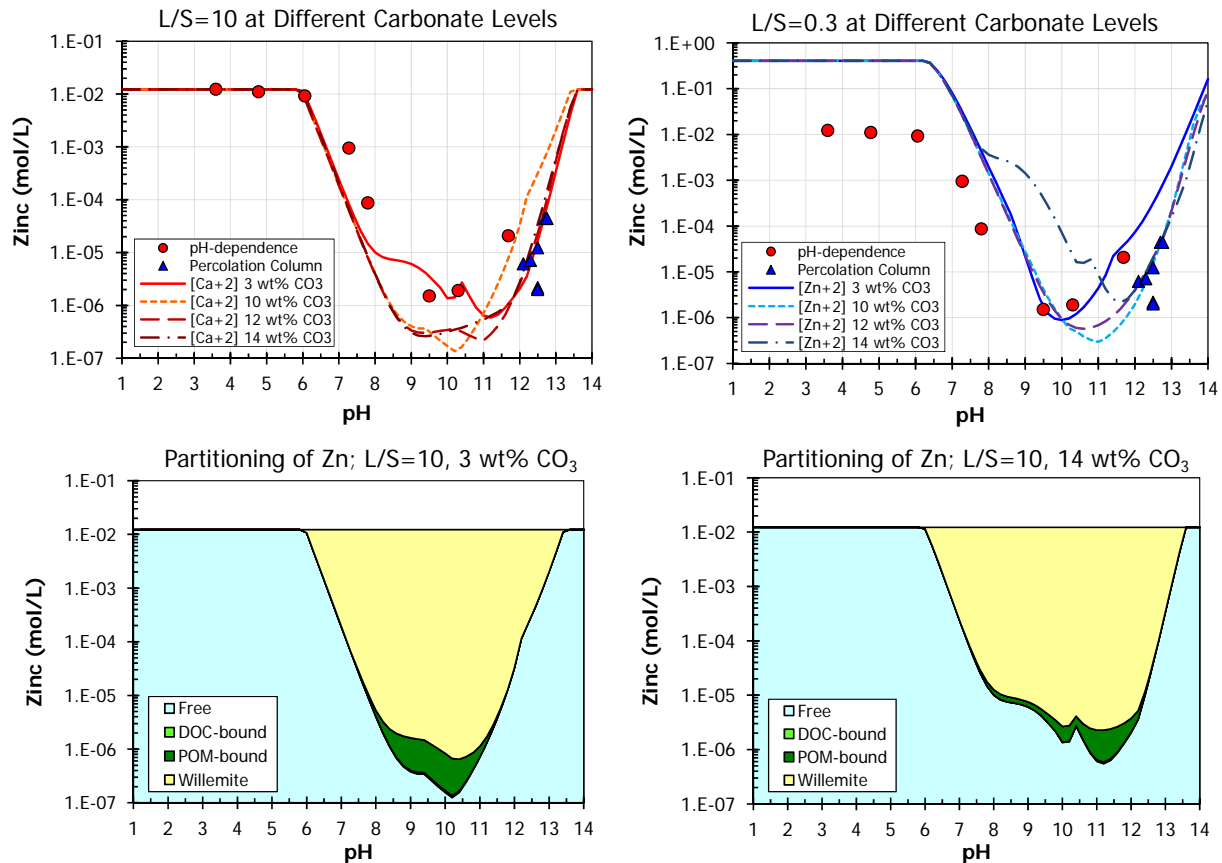 L/S=10 at Different Carbonate Levels
1.E-01
1.E-02
1.E-03
1.E-04
1.E-05
1.E-06
1.E-07
Zinc (mol/L)
pH-dependence
Percolation Column
[Ca+2] 3 wt% CO3
[Ca+2] 10 wt% CO3
[Ca+2] 12 wt% CO3
[Ca+2] 14 wt% CO3
1 2 3 4 5 6 7 8 9 10 11 12 13 14
pH
L/S=0.3 at Different Carbonate Levels
1.E+00
1.E-01
1.E-02
1.E-03
1.E-04
1.E-05
1.E-06
1.E-07
Zinc (mol/L)
pH-dependence
Percolation Column
[Zn+2] 3 wt% CO3
[Zn+2] 10 wt% CO3
[Zn+2] 12 wt% CO3
[Zn+2] 14 wt% CO3
1 2 3 4 5 6 7 8 9 10 11 12 13 14
pH
Partitioning of Zn; L/S=10, 3 wt% CO₃
1.E-01
1.E-02
1.E-03
1.E-04
1.E-05
1.E-06
1.E-07
Zinc (mol/L)
Free
DOC-bound
POM-bound
Willemite
1 2 3 4 5 6 7 8 9 10 11 12 13 14
pH
Partitioning of Zn; L/S=10, 14 wt% CO₃
1.E-01
1.E-02
1.E-03
1.E-04
1.E-05
1.E-06
1.E-07
Zinc (mol/L)
Free
DOC-bound
POM-bound
Willemite
1 2 3 4 5 6 7 8 9 10 11 12 13 14
pH